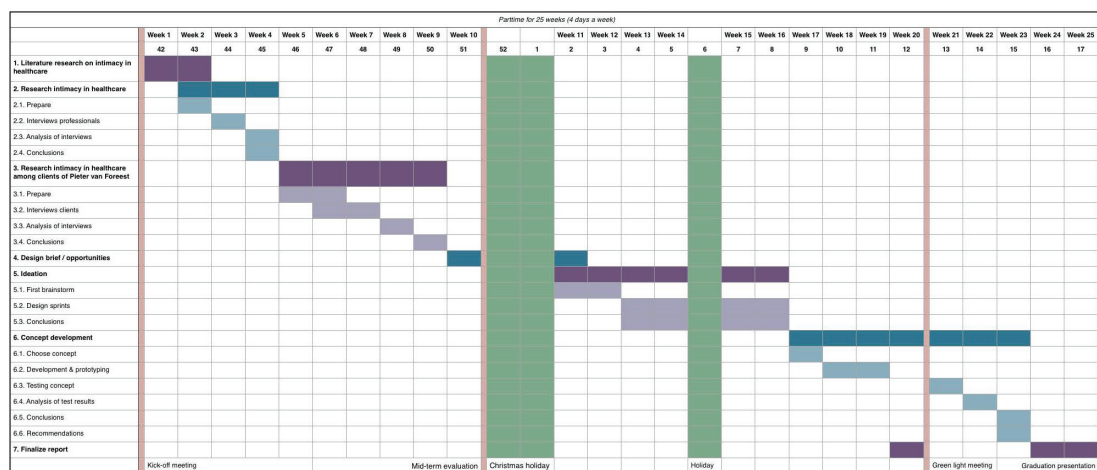 Parttime for 25 weeks (4 days a week)
Week 1 Week 2 Week 3 Week 4 Week 5 Week 6 Week 7 Week 8 Week 9 Week 10 Week 11 Week 12 Week 13 Week 14 Week 15 Week 16 Week 17 Week 18 Week 19 Week 20 Week 21 Week 22 Week 24 Week 25
42 43 44 45 46 47 48 49 50 51 52 1 2 3 4 5 6 7 8 9 10 11 12 13 14 15 16 17
1. Literature research on intimacy in
healthcare
2. Research intimacy in healthcare
2.1. Prepare
2.2. Interviews professionals
2.3. Analysis of interviews
2.4. Conclusions
3. Research intimacy in healthcare
among clients of Pieter van Foreest
3.1. Prepare
3.2. Interviews clients
3.3. Analysis of interviews
3.4. Conclusions
4. Design brief / opportunities
5. Ideation
5.1. First brainstorm
5.2. Design sprints
5.3. Conclusions
6. Concept development
6.1. Choose concept
6.2. Development & prototyping
6.3. Testing concept
6.4. Analysis of test results
6.5. Conclusions
6.6. Recommendations
7. Finalize report
Kick-off meeting Mid-term evaluation Christmas holiday Holiday Green light meeting Graduation presentation